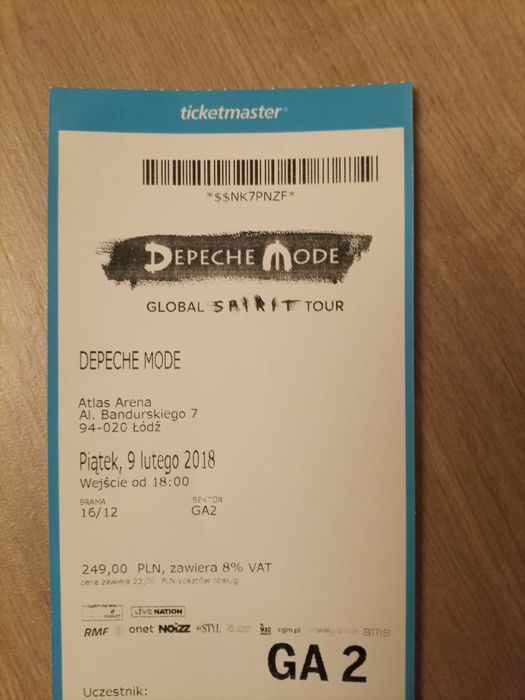 ticketmaster®
*$$NK7PNZF*
DEPECHE MODE
GLOBAL SPIRIT TOUR
DEPECHE MODE
Atlas Arena
Al. Bandurskiego 7
94-020 Łódź
Piątek, 9 lutego 2018
Wejście od 18:00
BRAMA SEKTOR
16/12 GA2
249,00 PLN, zawiera 8% VAT
cena zawiera 22,00 PLN kosztów obsługi
LIVE NATION
RMF onet NOIZZ +STYL cgm.pl
GA 2
Uczestnik: